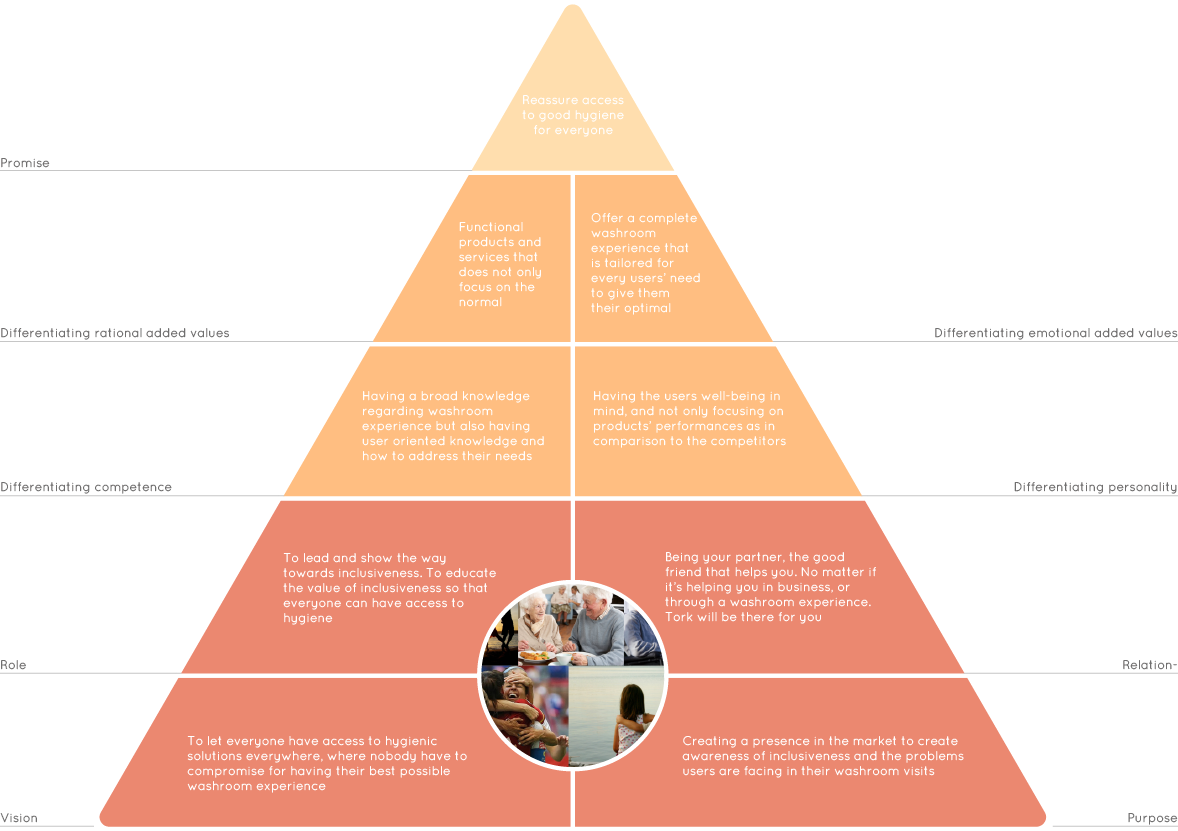 Reassure access
to good hygiene
for everyone
Promise
Functional
products and
services that
does not only
focus on the
normal
Offer a complete
washroom
experience that
is tailored for
every users' need
to give them
their optimal
Differentiating rational added values
Differentiating emotional added values
Having a broad knowledge
regarding washroom
experience but also having
user oriented knowledge and
how to address their needs
Having the users well-being in
mind, and not only focusing on
products' performances as in
comparison to the competitors
Differentiating competence
Differentiating personality
To lead and show the way
towards inclusiveness. To educate
the value of inclusiveness so that
everyone can have access to
hygiene
Being your partner, the good
friend that helps you. No matter if
it's helping you in business, or
through a washroom experience.
Tork will be there for you
Role
Relation-
To let everyone have access to hygienic
solutions everywhere, where nobody have to
compromise for having their best possible
washroom experience
Creating a presence in the market to create
awareness of inclusiveness and the problems
users are facing in their washroom visits
Vision
Purpose